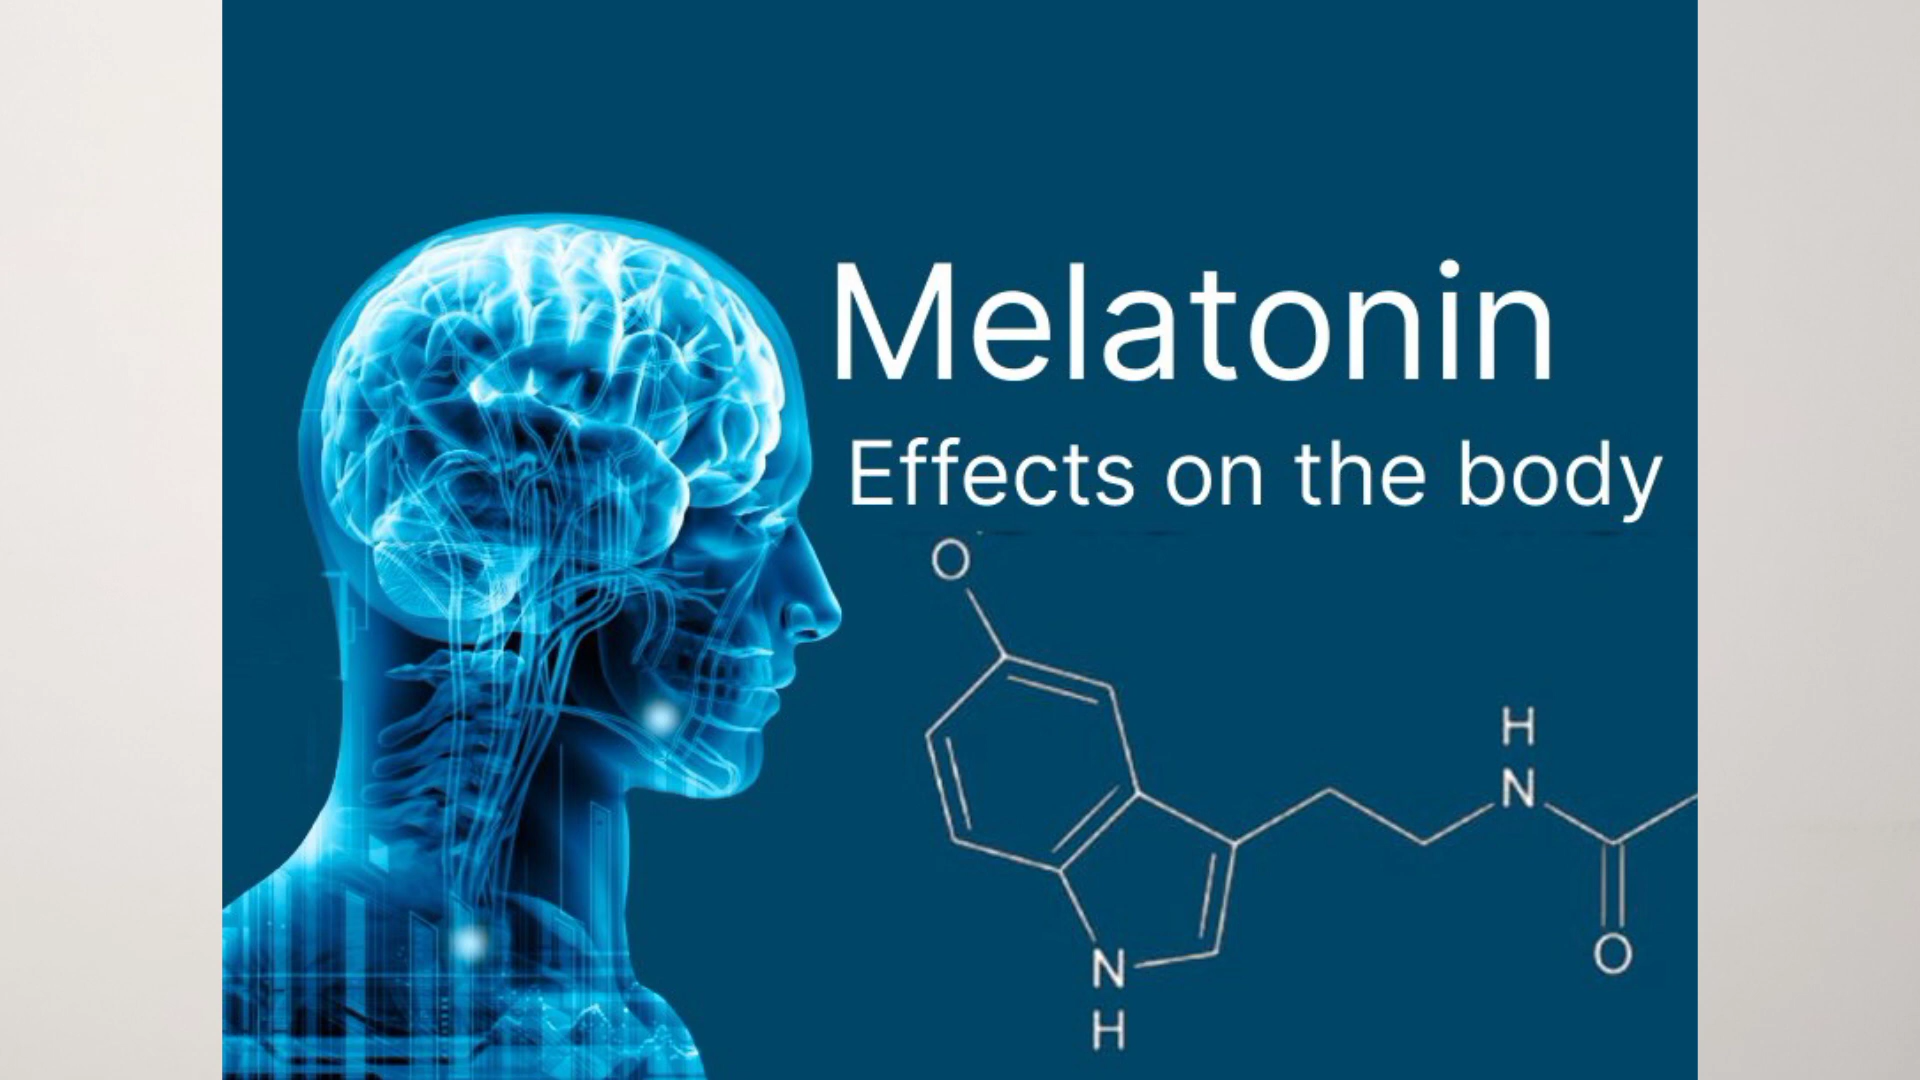 Melatonin
Effects on the body
O
H
N
O
N
H